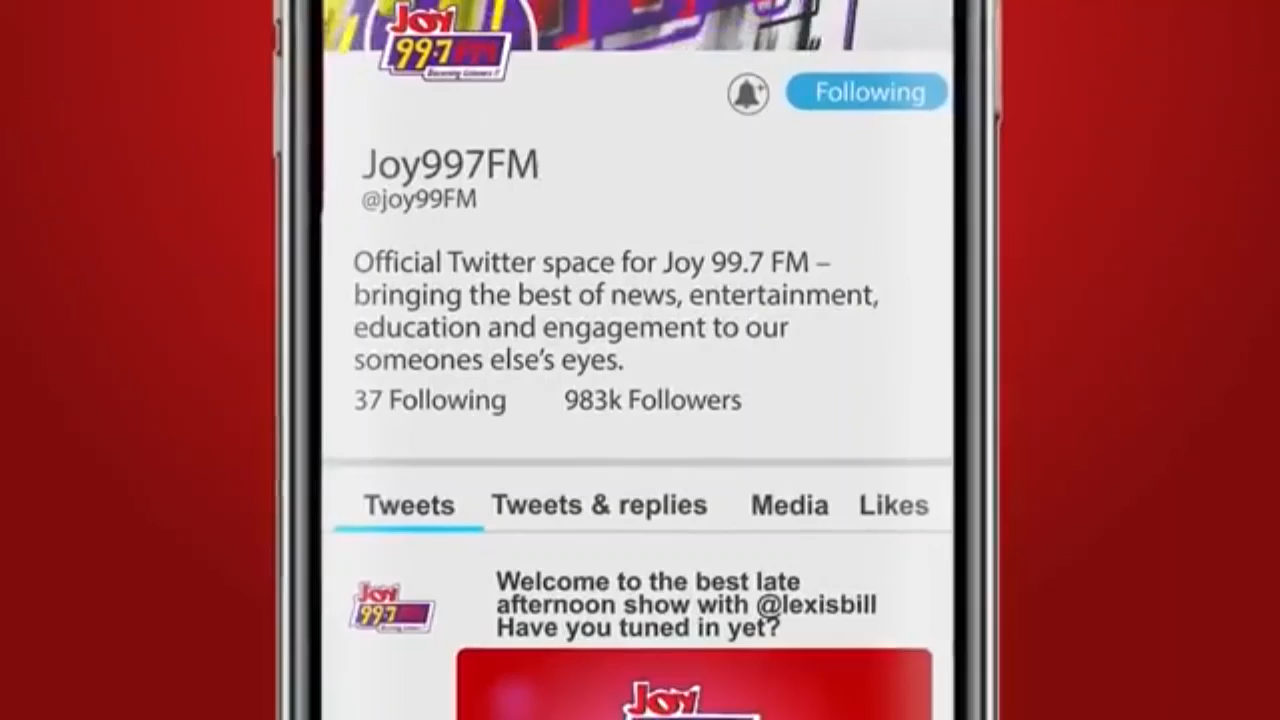 Joy
99.7 FM
Following
Joy997FM
@joy99FM
Official Twitter space for Joy 99.7 FM –
bringing the best of news, entertainment,
education and engagement to our
someones else’s eyes.
37 Following 983k Followers
Tweets Tweets & replies Media Likes
Joy
99.7
Welcome to the best late
afternoon show with @lexisbill
Have you tuned in yet?
Joy